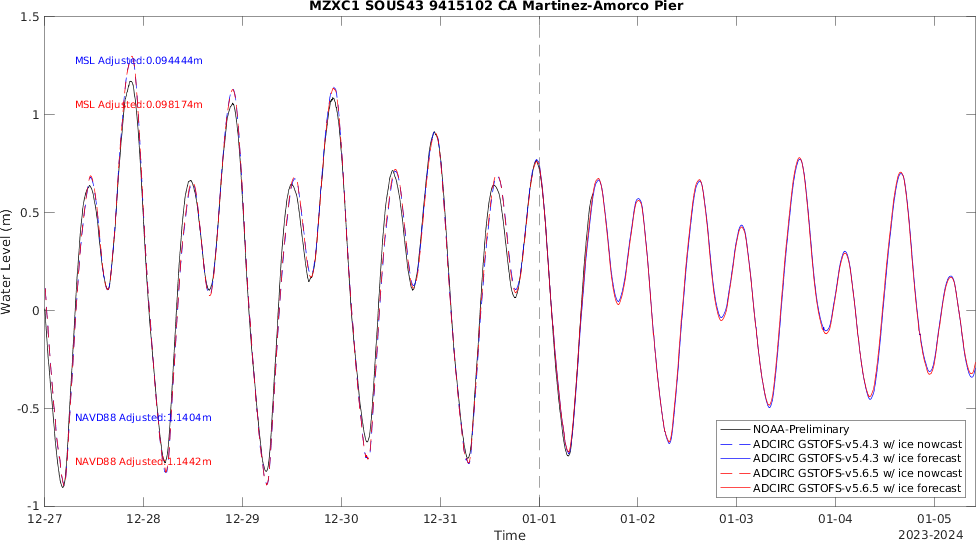 MZXC1 SOUS43 9415102 CA Martinez-Amorco Pier
1.5
1
0.5
0
-0.5
-1
Water Level (m)
MSL Adjusted:0.094444m
MSL Adjusted:0.098174m
NAVD88 Adjusted:1.1404m
NAVD88 Adjusted:1.1442m
NOAA-Preliminary
ADCIRC GSTOFS-v5.4.3 w/ ice nowcast
ADCIRC GSTOFS-v5.4.3 w/ ice forecast
ADCIRC GSTOFS-v5.6.5 w/ ice nowcast
ADCIRC GSTOFS-v5.6.5 w/ ice forecast
12-27 12-28 12-29 12-30 12-31 01-01 01-02 01-03 01-04 01-05
Time
2023-2024